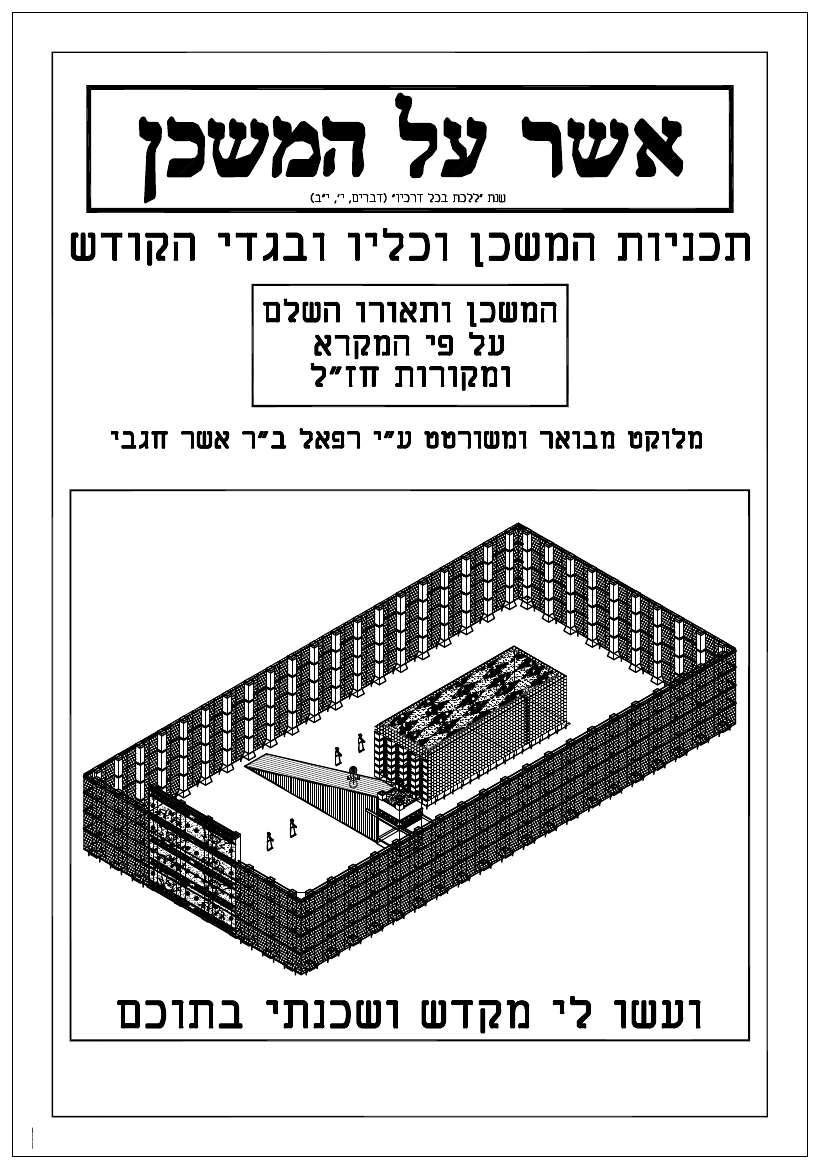 אשר על המשכן
שנת "ללכת בכל דרכיו" (דברים, י', י"ב)
תכניות המשכן וכליו ובגדי הקודש
המשכן ותאורו השלם
על פי המקרא
ומקורות חז"ל
מלוקט מבואר ומשורטט ע"י רפאל ב"ר אשר חגבי
ועשו לי מקדש ושכנתי בתוכם